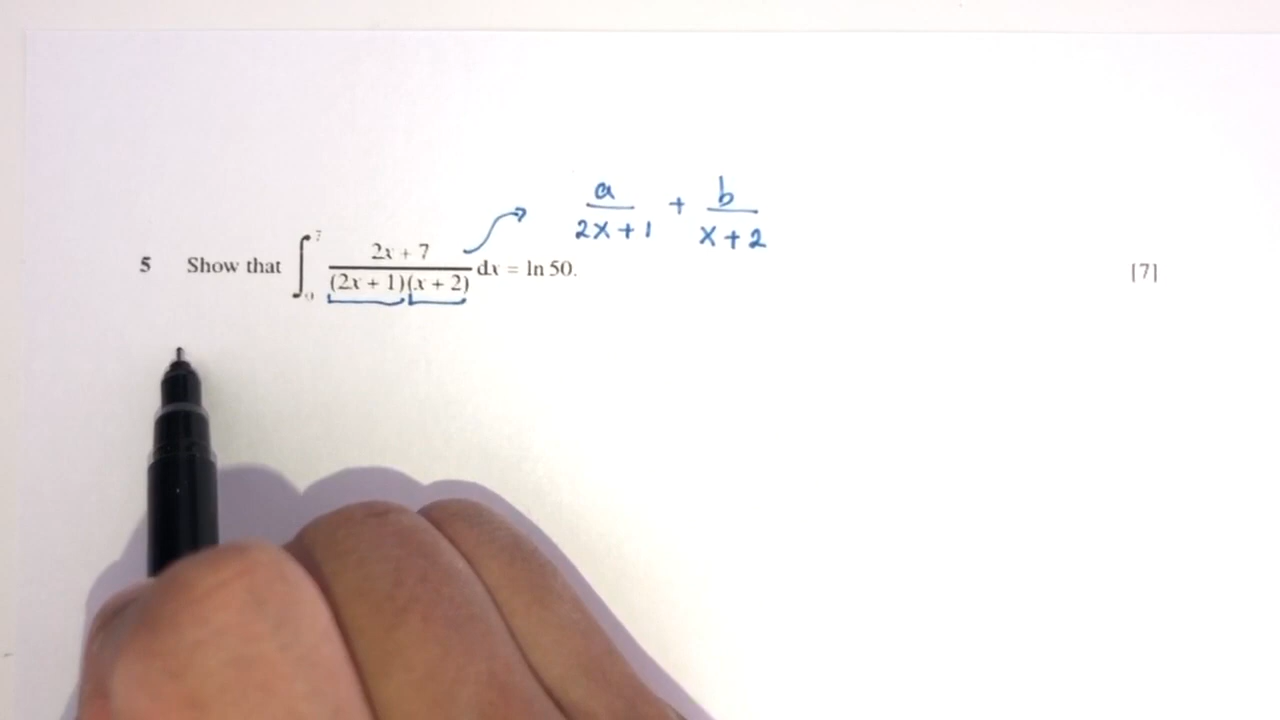 a/(2x+1) + b/(x+2)
5 Show that ∫₀⁷ (2x + 7)/((2x + 1)(x + 2)) dx = ln 50. [7]